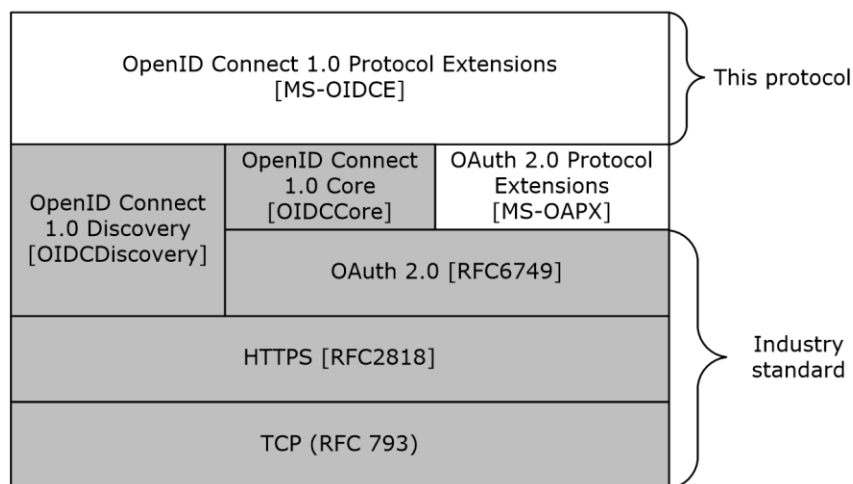 OpenID Connect 1.0 Protocol Extensions
[MS-OIDCE]
This protocol
OpenID Connect
1.0 Discovery
[OIDCDiscovery]
OpenID Connect
1.0 Core
[OIDCCore]
OAuth 2.0 Protocol
Extensions
[MS-OAPX]
OAuth 2.0 [RFC6749]
HTTPS [RFC2818]
TCP (RFC 793)
Industry
standard